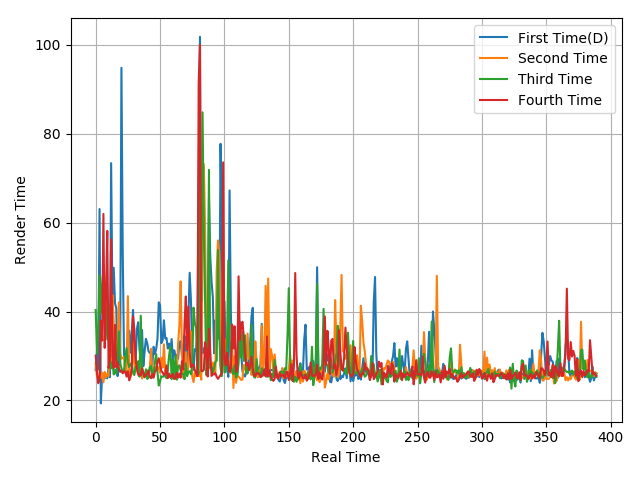 First Time(D)
Second Time
Third Time
Fourth Time
Render Time
100
80
60
40
20
0
50
100
150
200
250
300
350
400
Real Time